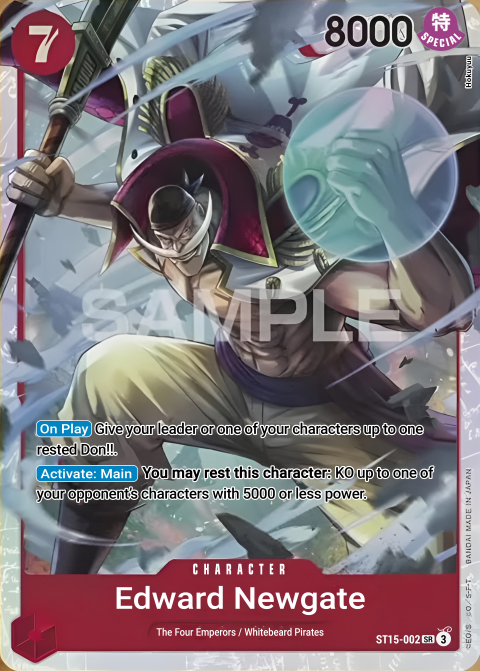 7
8000
特
SPECIAL
Hokuyuu
SAMPLE
On Play Give your leader or one of your characters up to one
rested Don!!.
Activate: Main You may rest this character: K0 up to one of
your opponent's characters with 5000 or less power.
CHARACTER
Edward Newgate
The Four Emperors / Whitebeard Pirates
ST15-002 SR 3
©E.O/S. ©O/S-F-T BANDAI MADE IN JAPAN